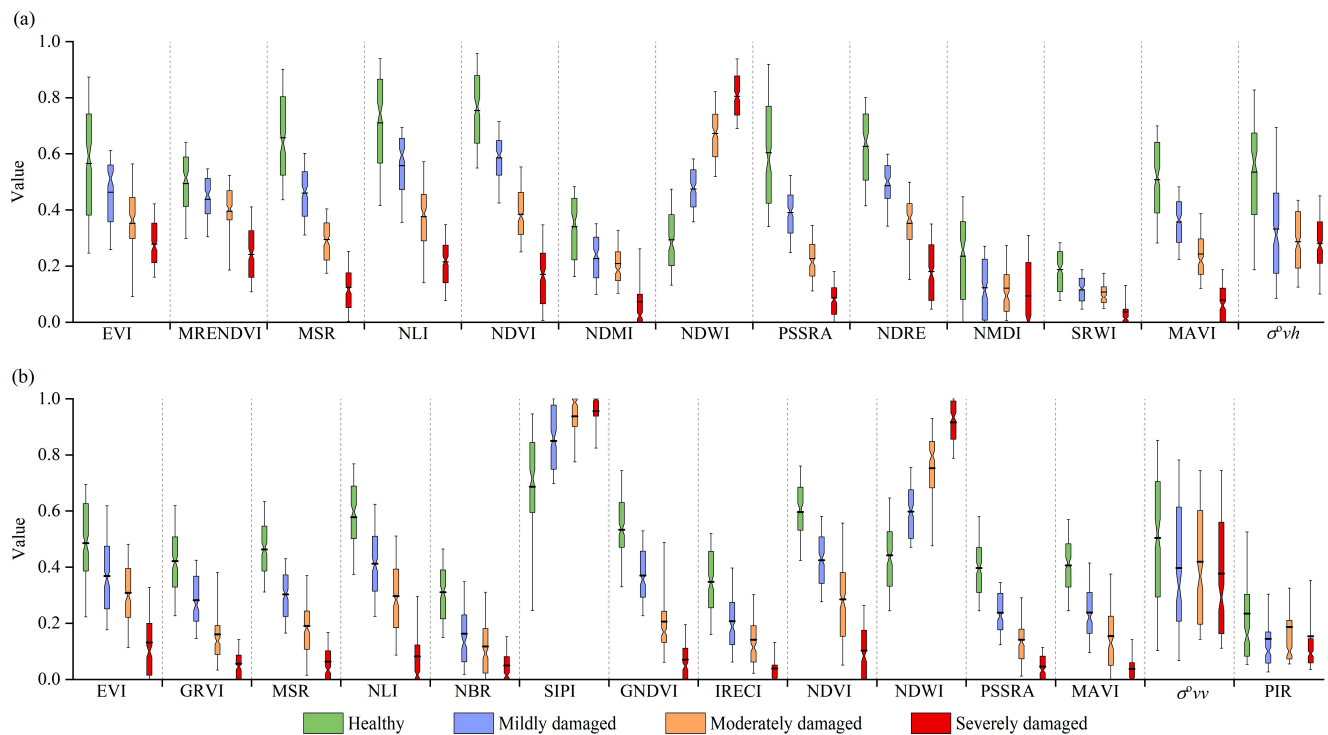 (a)
Value
1.0
0.8
0.6
0.4
0.2
0.0
EVI MRENDVI MSR NLI NDVI NDMI NDWI PSSRA NDRE NMDI SRWI MAVI σ°vh
(b)
Value
1.0
0.8
0.6
0.4
0.2
0.0
EVI GRVI MSR NLI NBR SIPI GNDVI IRECI NDVI NDWI PSSRA MAVI σ°vv PIR
Healthy Mildly damaged Moderately damaged Severely damaged